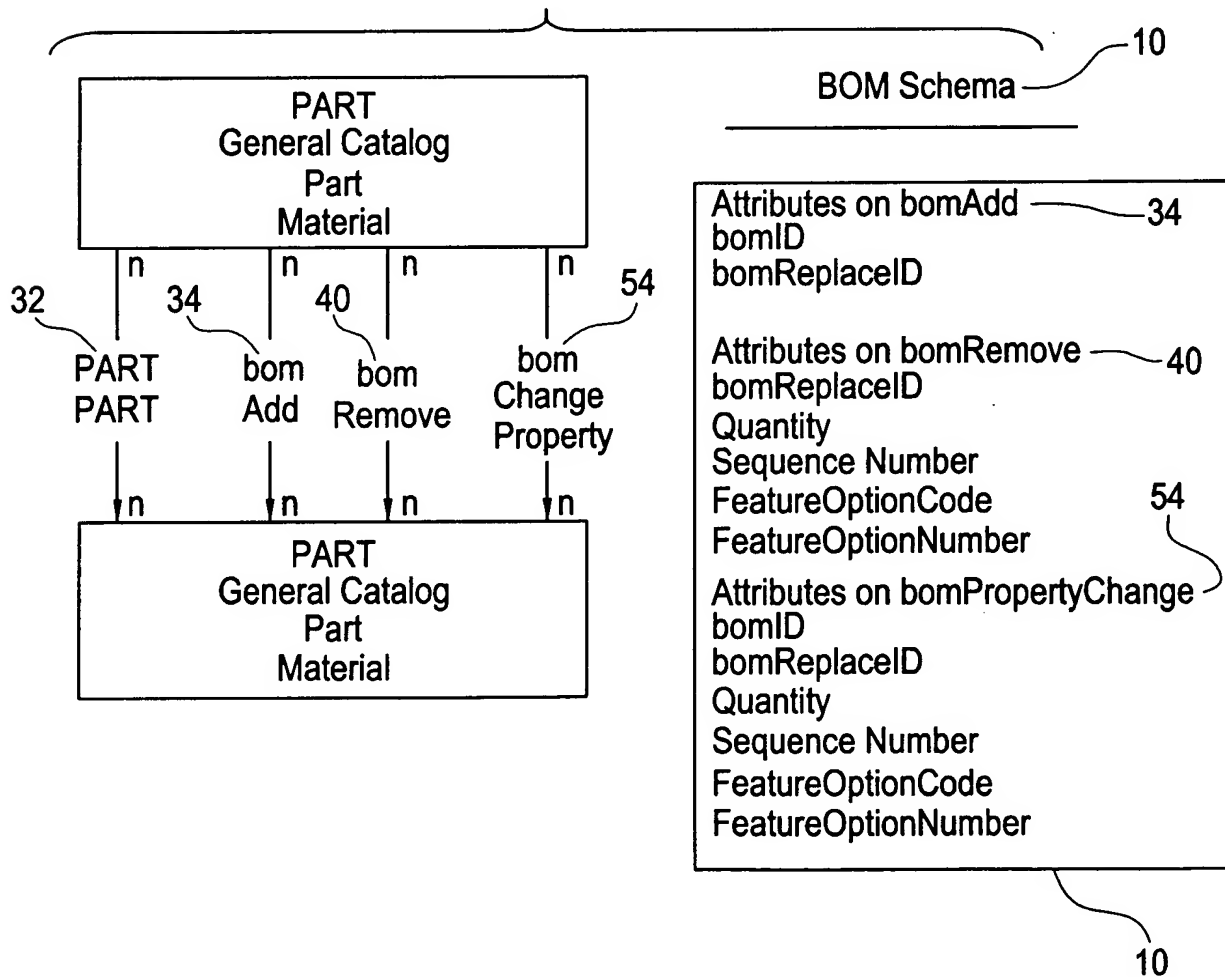 10
BOM Schema
PART
General Catalog
Part
Material
n n n n
32 34 40 54
PART
PART
bom
Add
bom
Remove
bom
Change
Property
n n n n
PART
General Catalog
Part
Material
Attributes on bomAdd 34
bomID
bomReplaceID
Attributes on bomRemove 40
bomReplaceID
Quantity
Sequence Number
FeatureOptionCode
54
FeatureOptionNumber
Attributes on bomPropertyChange
bomID
bomReplaceID
Quantity
Sequence Number
FeatureOptionCode
FeatureOptionNumber
10